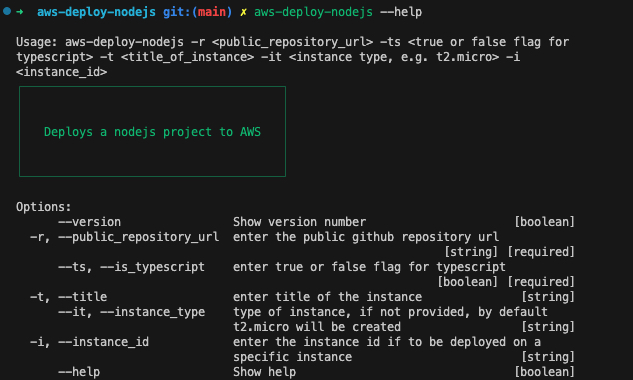 ➜ aws-deploy-nodejs git:(main) ✗ aws-deploy-nodejs --help
Usage: aws-deploy-nodejs -r <public_repository_url> -ts <true or false flag for
typescript> -t <title_of_instance> -it <instance type, e.g. t2.micro> -i
<instance_id>
Deploys a nodejs project to AWS
Options:
--version Show version number [boolean]
-r, --public_repository_url enter the public github repository url
[string] [required]
--ts, --is_typescript enter true or false flag for typescript
[boolean] [required]
-t, --title enter title of the instance [string]
--it, --instance_type type of instance, if not provided, by default
t2.micro will be created [string]
-i, --instance_id enter the instance id if to be deployed on a
specific instance [string]
--help Show help [boolean]